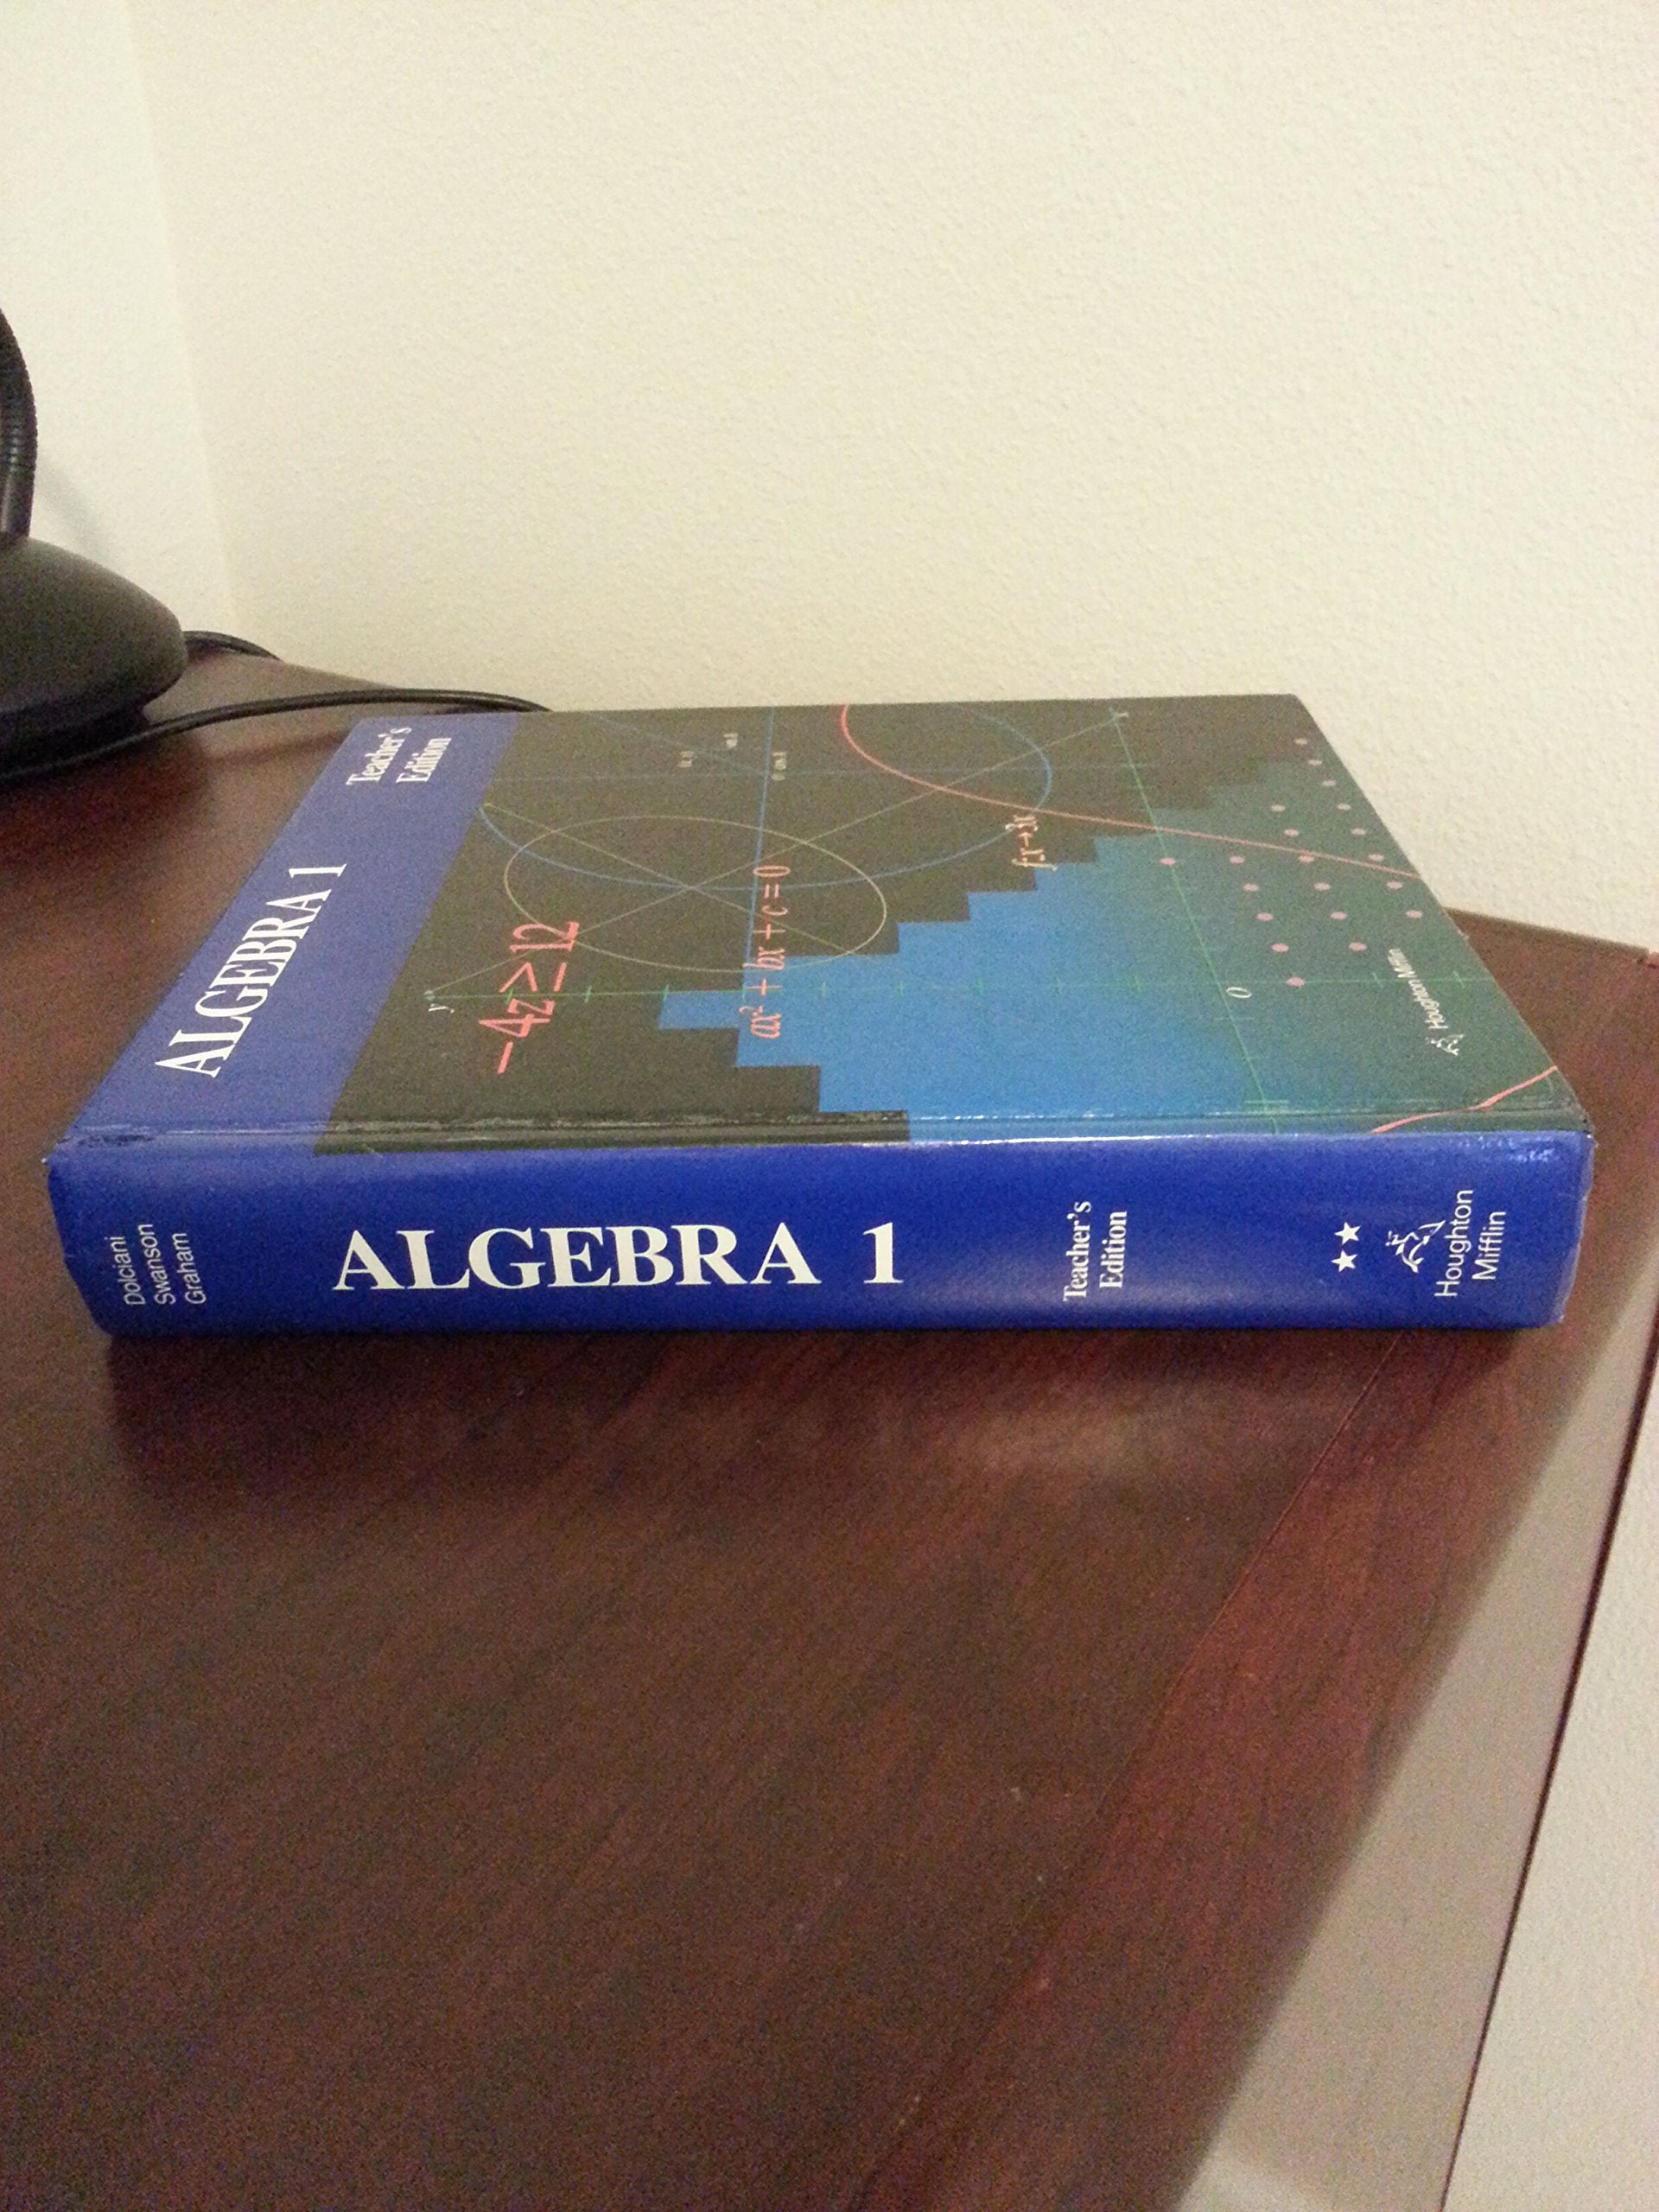 ALGEBRA 1
Teacher's
Edition
y
-4z≥12
ax² + bx + c = 0
f:x→3x
O
Houghton Mifflin
Dolciani
Swanson
Graham
ALGEBRA 1
Teacher's
Edition
★★
Houghton
Mifflin